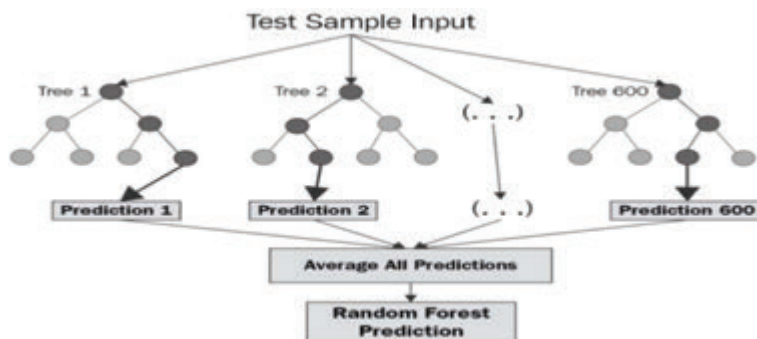 Test Sample Input
Tree 1
Tree 2
(. . .)
Tree 600
Prediction 1
Prediction 2
(. . .)
Prediction 600
Average All Predictions
Random Forest
Prediction